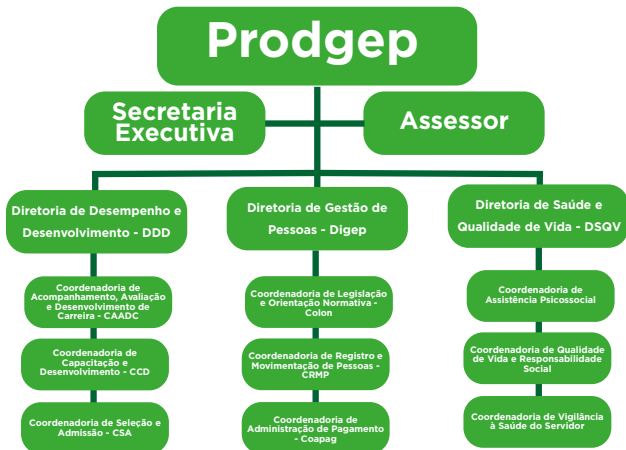 Prodgep
Secretaria
Executiva
Assessor
Diretoria de Desempenho e
Desenvolvimento - DDD
Diretoria de Gestão de
Pessoas - Digep
Diretoria de Saúde e
Qualidade de Vida - DSQV
Coordenadoria de
Acompanhamento, Avaliação
e Desenvolvimento de
Carreira - CAADC
Coordenadoria de Legislação
e Orientação Normativa -
Colon
Coordenadoria de
Assistência Psicossocial
Coordenadoria de
Capacitação e
Desenvolvimento - CCD
Coordenadoria de Registro e
Movimentação de Pessoas -
CRMP
Coordenadoria de Qualidade
de Vida e Responsabilidade
Social
Coordenadoria de Seleção e
Admissão - CSA
Coordenadoria de
Administração de Pagamento
- Coapag
Coordenadoria de Vigilância
à Saúde do Servidor